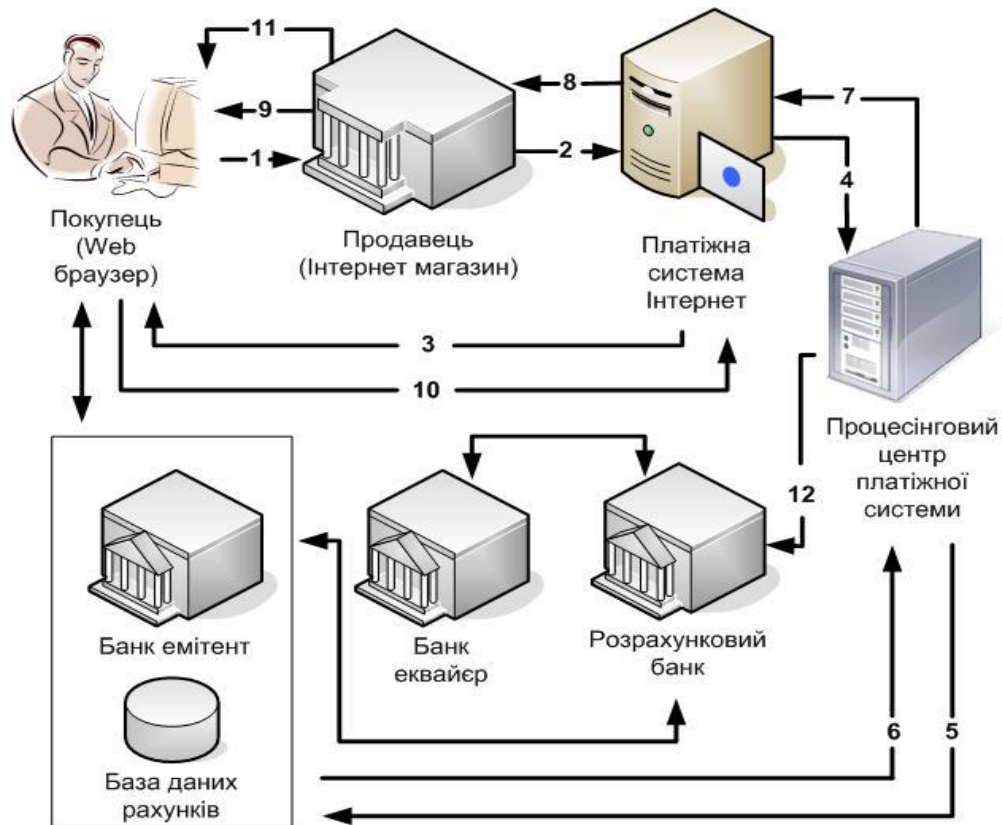 11
8
7
9
1
2
4
Покупець
(Web
браузер)
Продавець
(Інтернет магазин)
Платіжна
система
Інтернет
3
10
Процесінговий
центр
платіжної
системи
12
Банк емітент
Банк
еквайєр
Розрахунковий
банк
6
5
База даних
рахунків